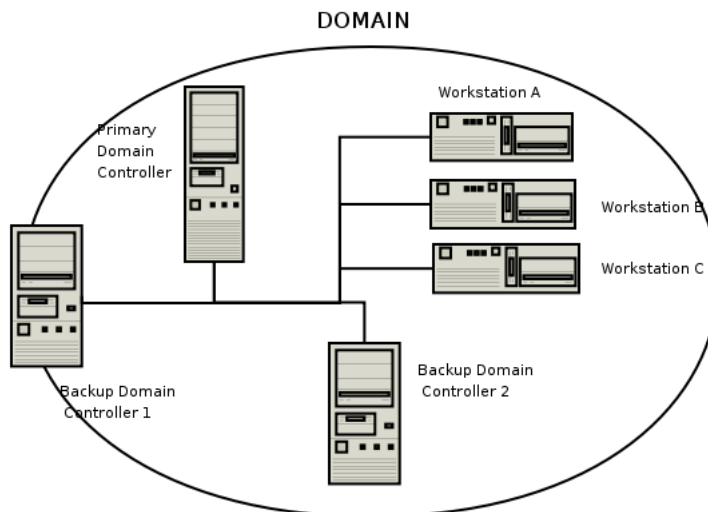 DOMAIN
Workstation A
Primary
Domain
Controller
Workstation B
Workstation C
Backup Domain
Controller 2
Backup Domain
Controller 1